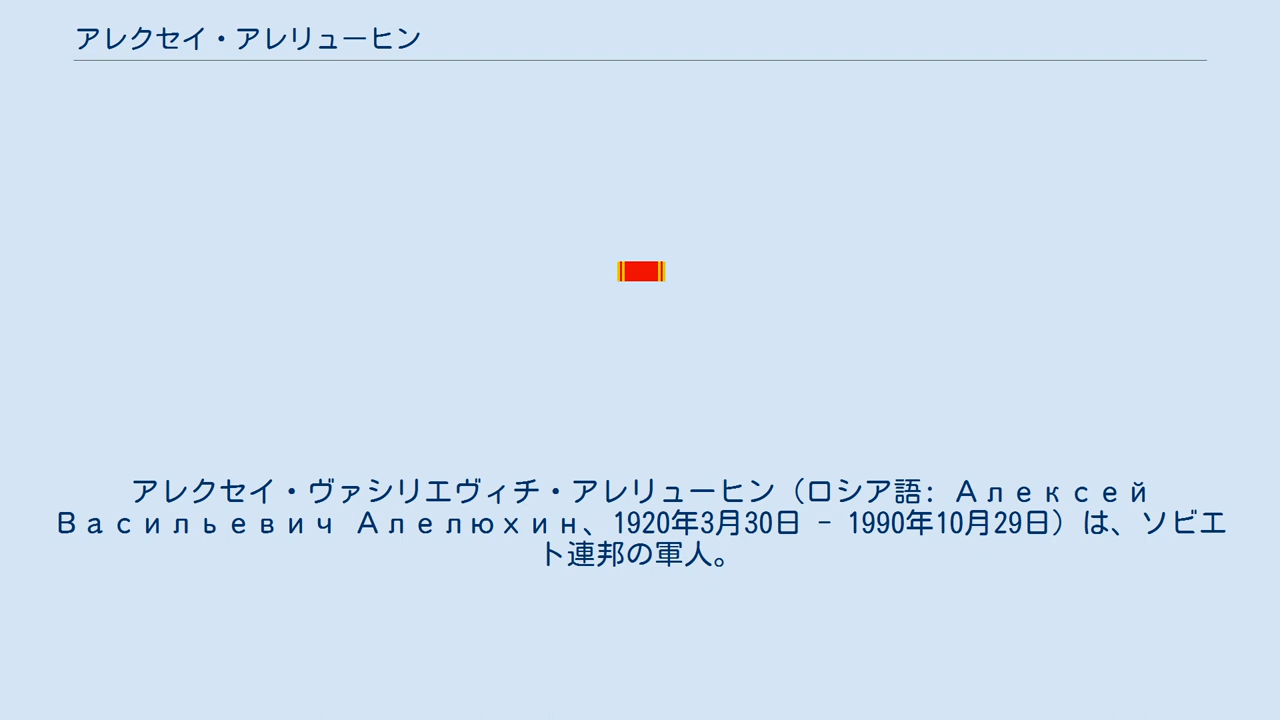 アレクセイ・アレリューヒン
アレクセイ・ヴァシリエヴィチ・アレリューヒン（ロシア語: Алексей
Васильевич Алелюхин、1920年3月30日 - 1990年10月29日）は、ソビエ
ト連邦の軍人。